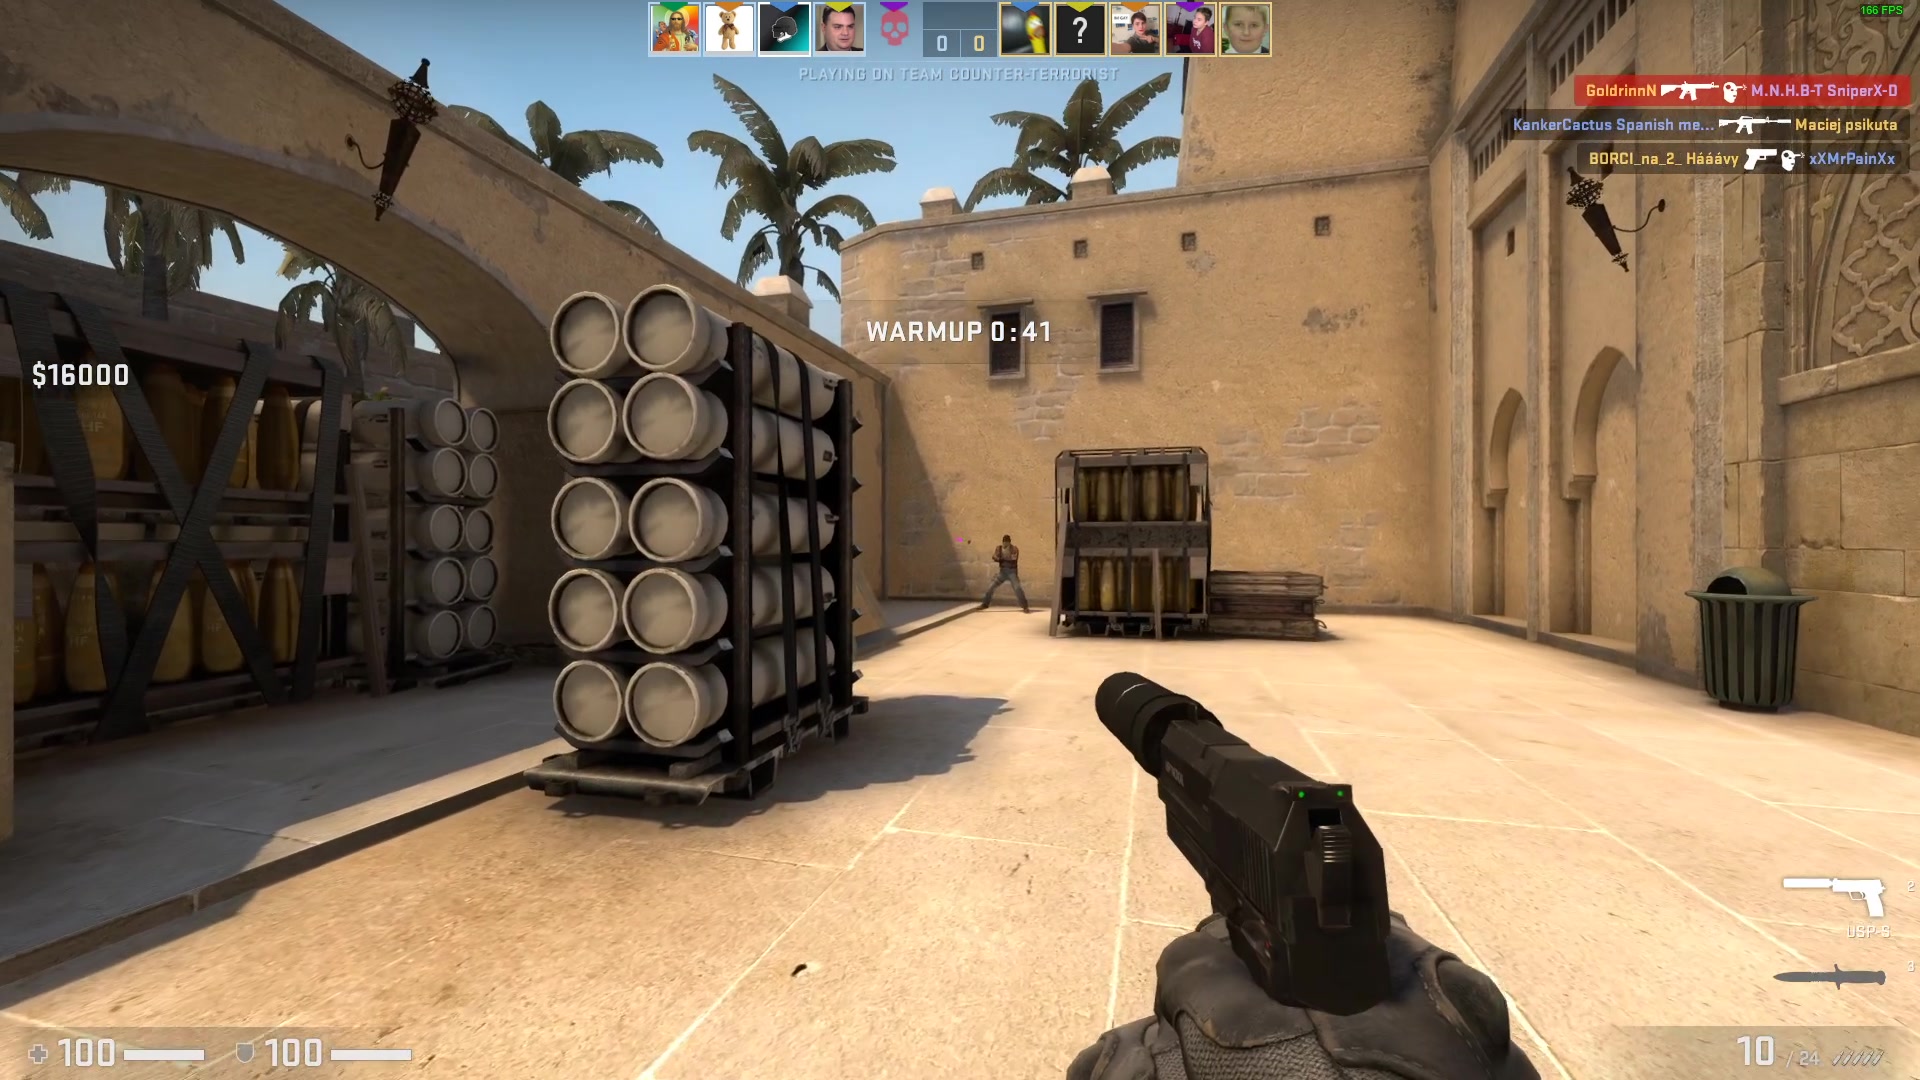 166 FPS
?
0 0
PLAYING ON TEAM COUNTER-TERRORIST
GoldrinnN M.N.H.B-T SniperX-D
KankerCactus Spanish me... Maciej psikuta
BORCI_na_2_ Hááávy xXMrPainXx
WARMUP 0:41
$16000
2
USP-S
3
100 100
10 / 24